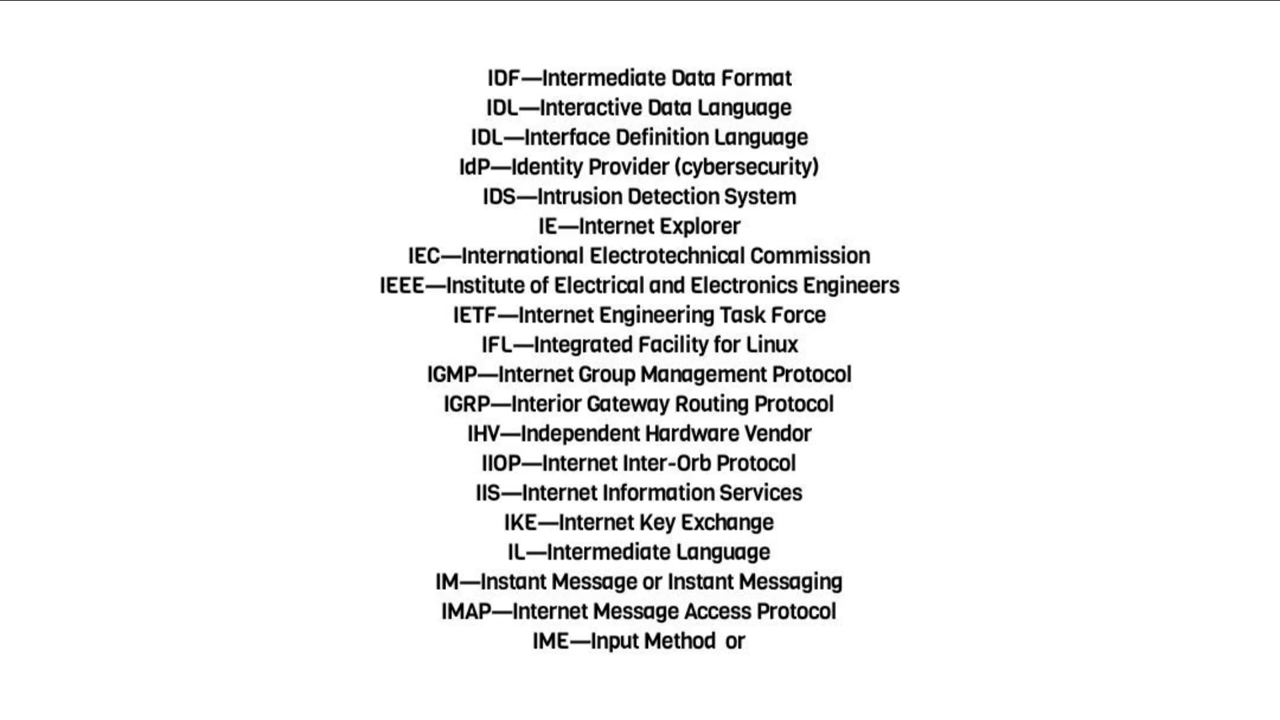 IDF—Intermediate Data Format
IDL—Interactive Data Language
IDL—Interface Definition Language
IdP—Identity Provider (cybersecurity)
IDS—Intrusion Detection System
IE—Internet Explorer
IEC—International Electrotechnical Commission
IEEE—Institute of Electrical and Electronics Engineers
IETF—Internet Engineering Task Force
IFL—Integrated Facility for Linux
IGMP—Internet Group Management Protocol
IGRP—Interior Gateway Routing Protocol
IHV—Independent Hardware Vendor
IIOP—Internet Inter-Orb Protocol
IIS—Internet Information Services
IKE—Internet Key Exchange
IL—Intermediate Language
IM—Instant Message or Instant Messaging
IMAP—Internet Message Access Protocol
IME—Input Method or